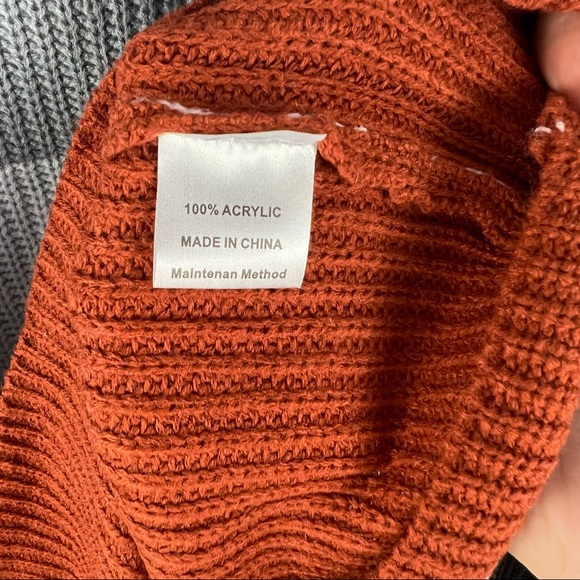 100% ACRYLIC
MADE IN CHINA
Maintenan Method